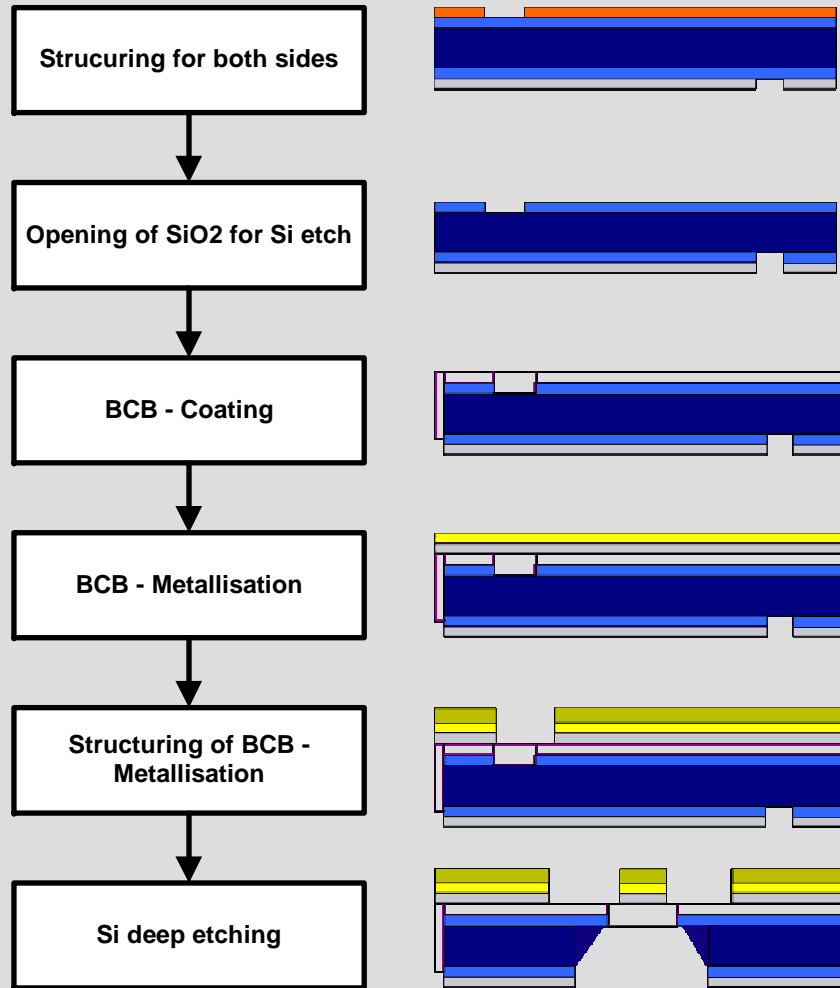 Strucuring for both sides
Opening of SiO2 for Si etch
BCB - Coating
BCB - Metallisation
Structuring of BCB -
Metallisation
Si deep etching